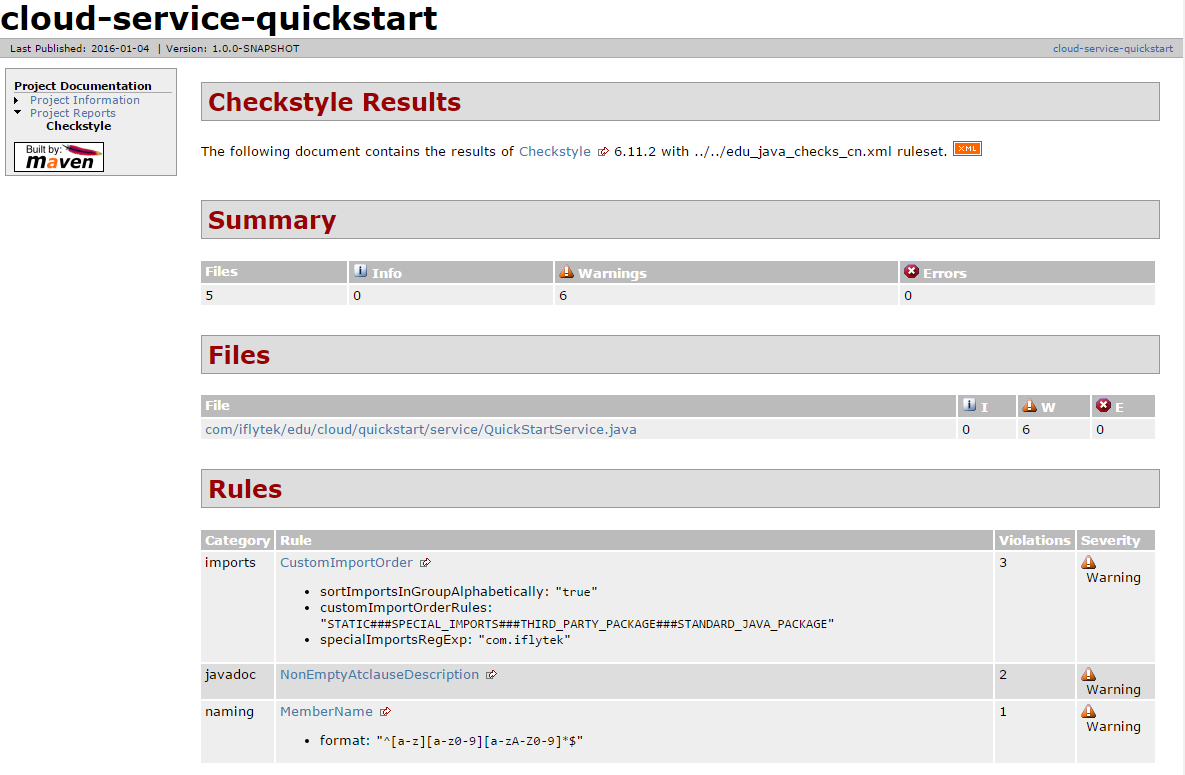 cloud-service-quickstart
Last Published: 2016-01-04 | Version: 1.0.0-SNAPSHOT
cloud-service-quickstart
Project Documentation
Project Information
Project Reports
Checkstyle
Built by:
maven
Checkstyle Results
The following document contains the results of Checkstyle 6.11.2 with ../../edu_java_checks_cn.xml ruleset. XML
Summary
Files Info Warnings Errors
5 0 6 0
Files
File I W E
com/iflytek/edu/cloud/quickstart/service/QuickStartService.java 0 6 0
Rules
Category Rule Violations Severity
imports CustomImportOrder 3
Warning
• sortImportsInGroupAlphabetically: "true"
• customImportOrderRules:
"STATIC###SPECIAL_IMPORTS###THIRD_PARTY_PACKAGE###STANDARD_JAVA_PACKAGE"
• specialImportsRegExp: "com.iflytek"
javadoc NonEmptyAtclauseDescription 2
Warning
naming MemberName 1
Warning
• format: "^[a-z][a-z0-9][a-zA-Z0-9]*$"